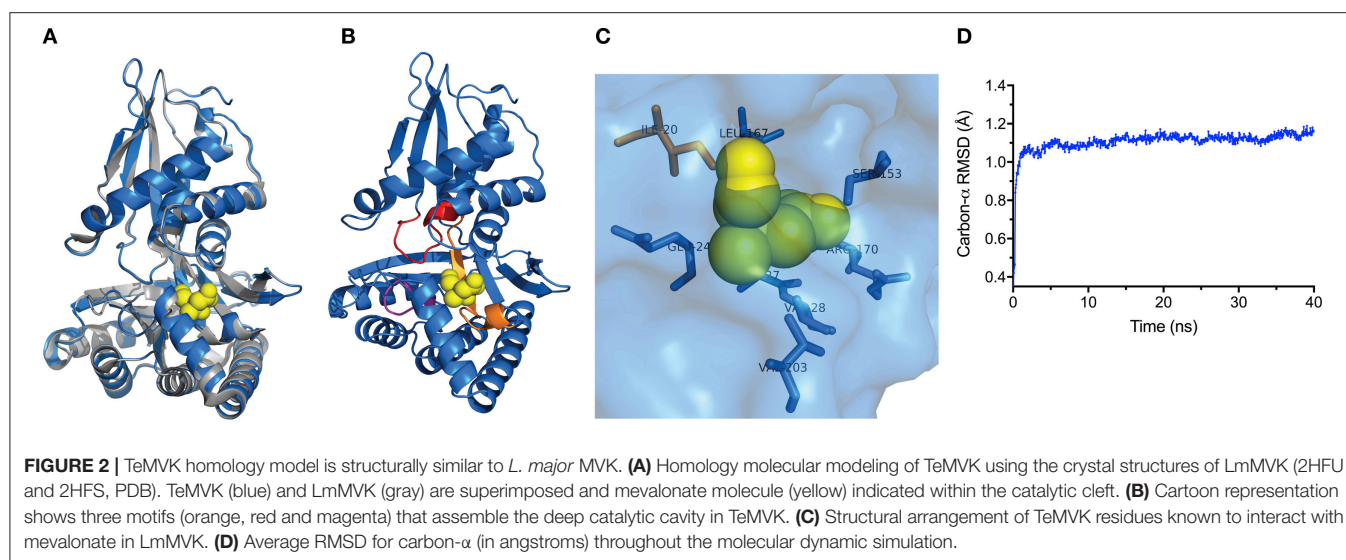 A
B
C
D
ILE-20
LEU-167
SER-153
ARG-170
VAL-28
Carbon-α RMSD (Å)
1.4
1.2
1.0
0.8
0.6
0.4
0
10
20
30
40
Time (ns)
FIGURE 2 | TeMVK homology model is structurally similar to L. major MVK. (A) Homology molecular modeling of TeMVK using the crystal structures of LmMVK (2HFU
and 2HFS, PDB). TeMVK (blue) and LmMVK (gray) are superimposed and mevalonate molecule (yellow) indicated within the catalytic cleft. (B) Cartoon representation
shows three motifs (orange, red and magenta) that assemble the deep catalytic cavity in TeMVK. (C) Structural arrangement of TeMVK residues known to interact with
mevalonate in LmMVK. (D) Average RMSD for carbon-α (in angstroms) throughout the molecular dynamic simulation.